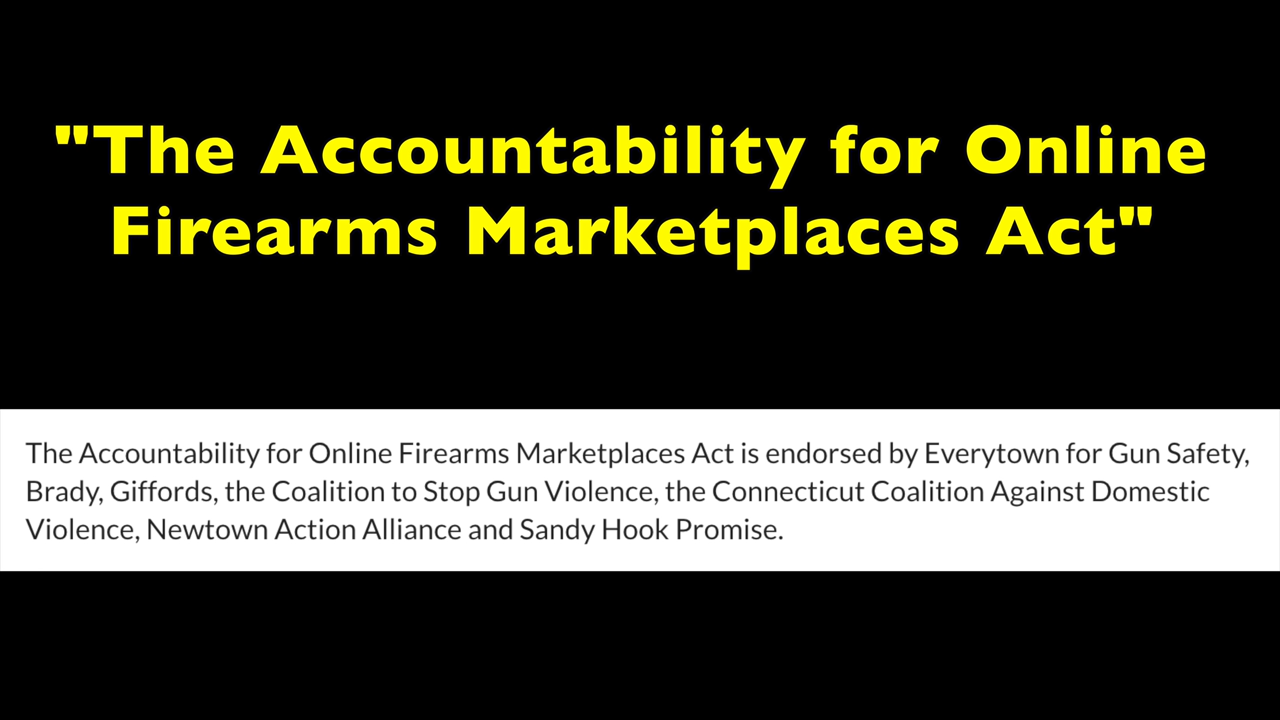 "The Accountability for Online
Firearms Marketplaces Act"
The Accountability for Online Firearms Marketplaces Act is endorsed by Everytown for Gun Safety,
Brady, Giffords, the Coalition to Stop Gun Violence, the Connecticut Coalition Against Domestic
Violence, Newtown Action Alliance and Sandy Hook Promise.